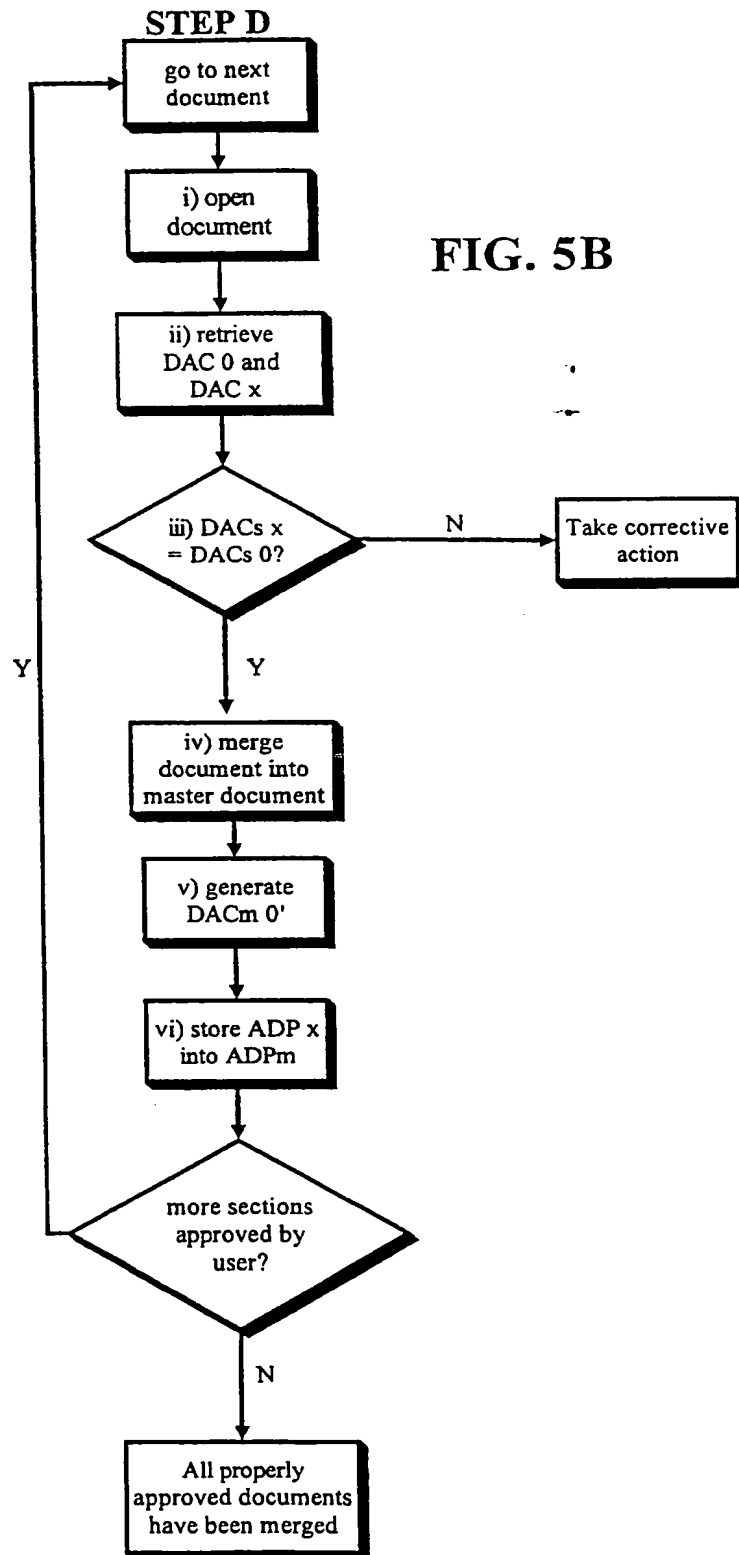 STEP D
go to next
document
i) open
document
FIG. 5B
ii) retrieve
DAC 0 and
DAC x
iii) DACs x
= DACs 0?
N
Take corrective
action
Y
Y
iv) merge
document into
master document
v) generate
DACm 0'
vi) store ADP x
into ADPm
more sections
approved by
user?
N
All properly
approved documents
have been merged